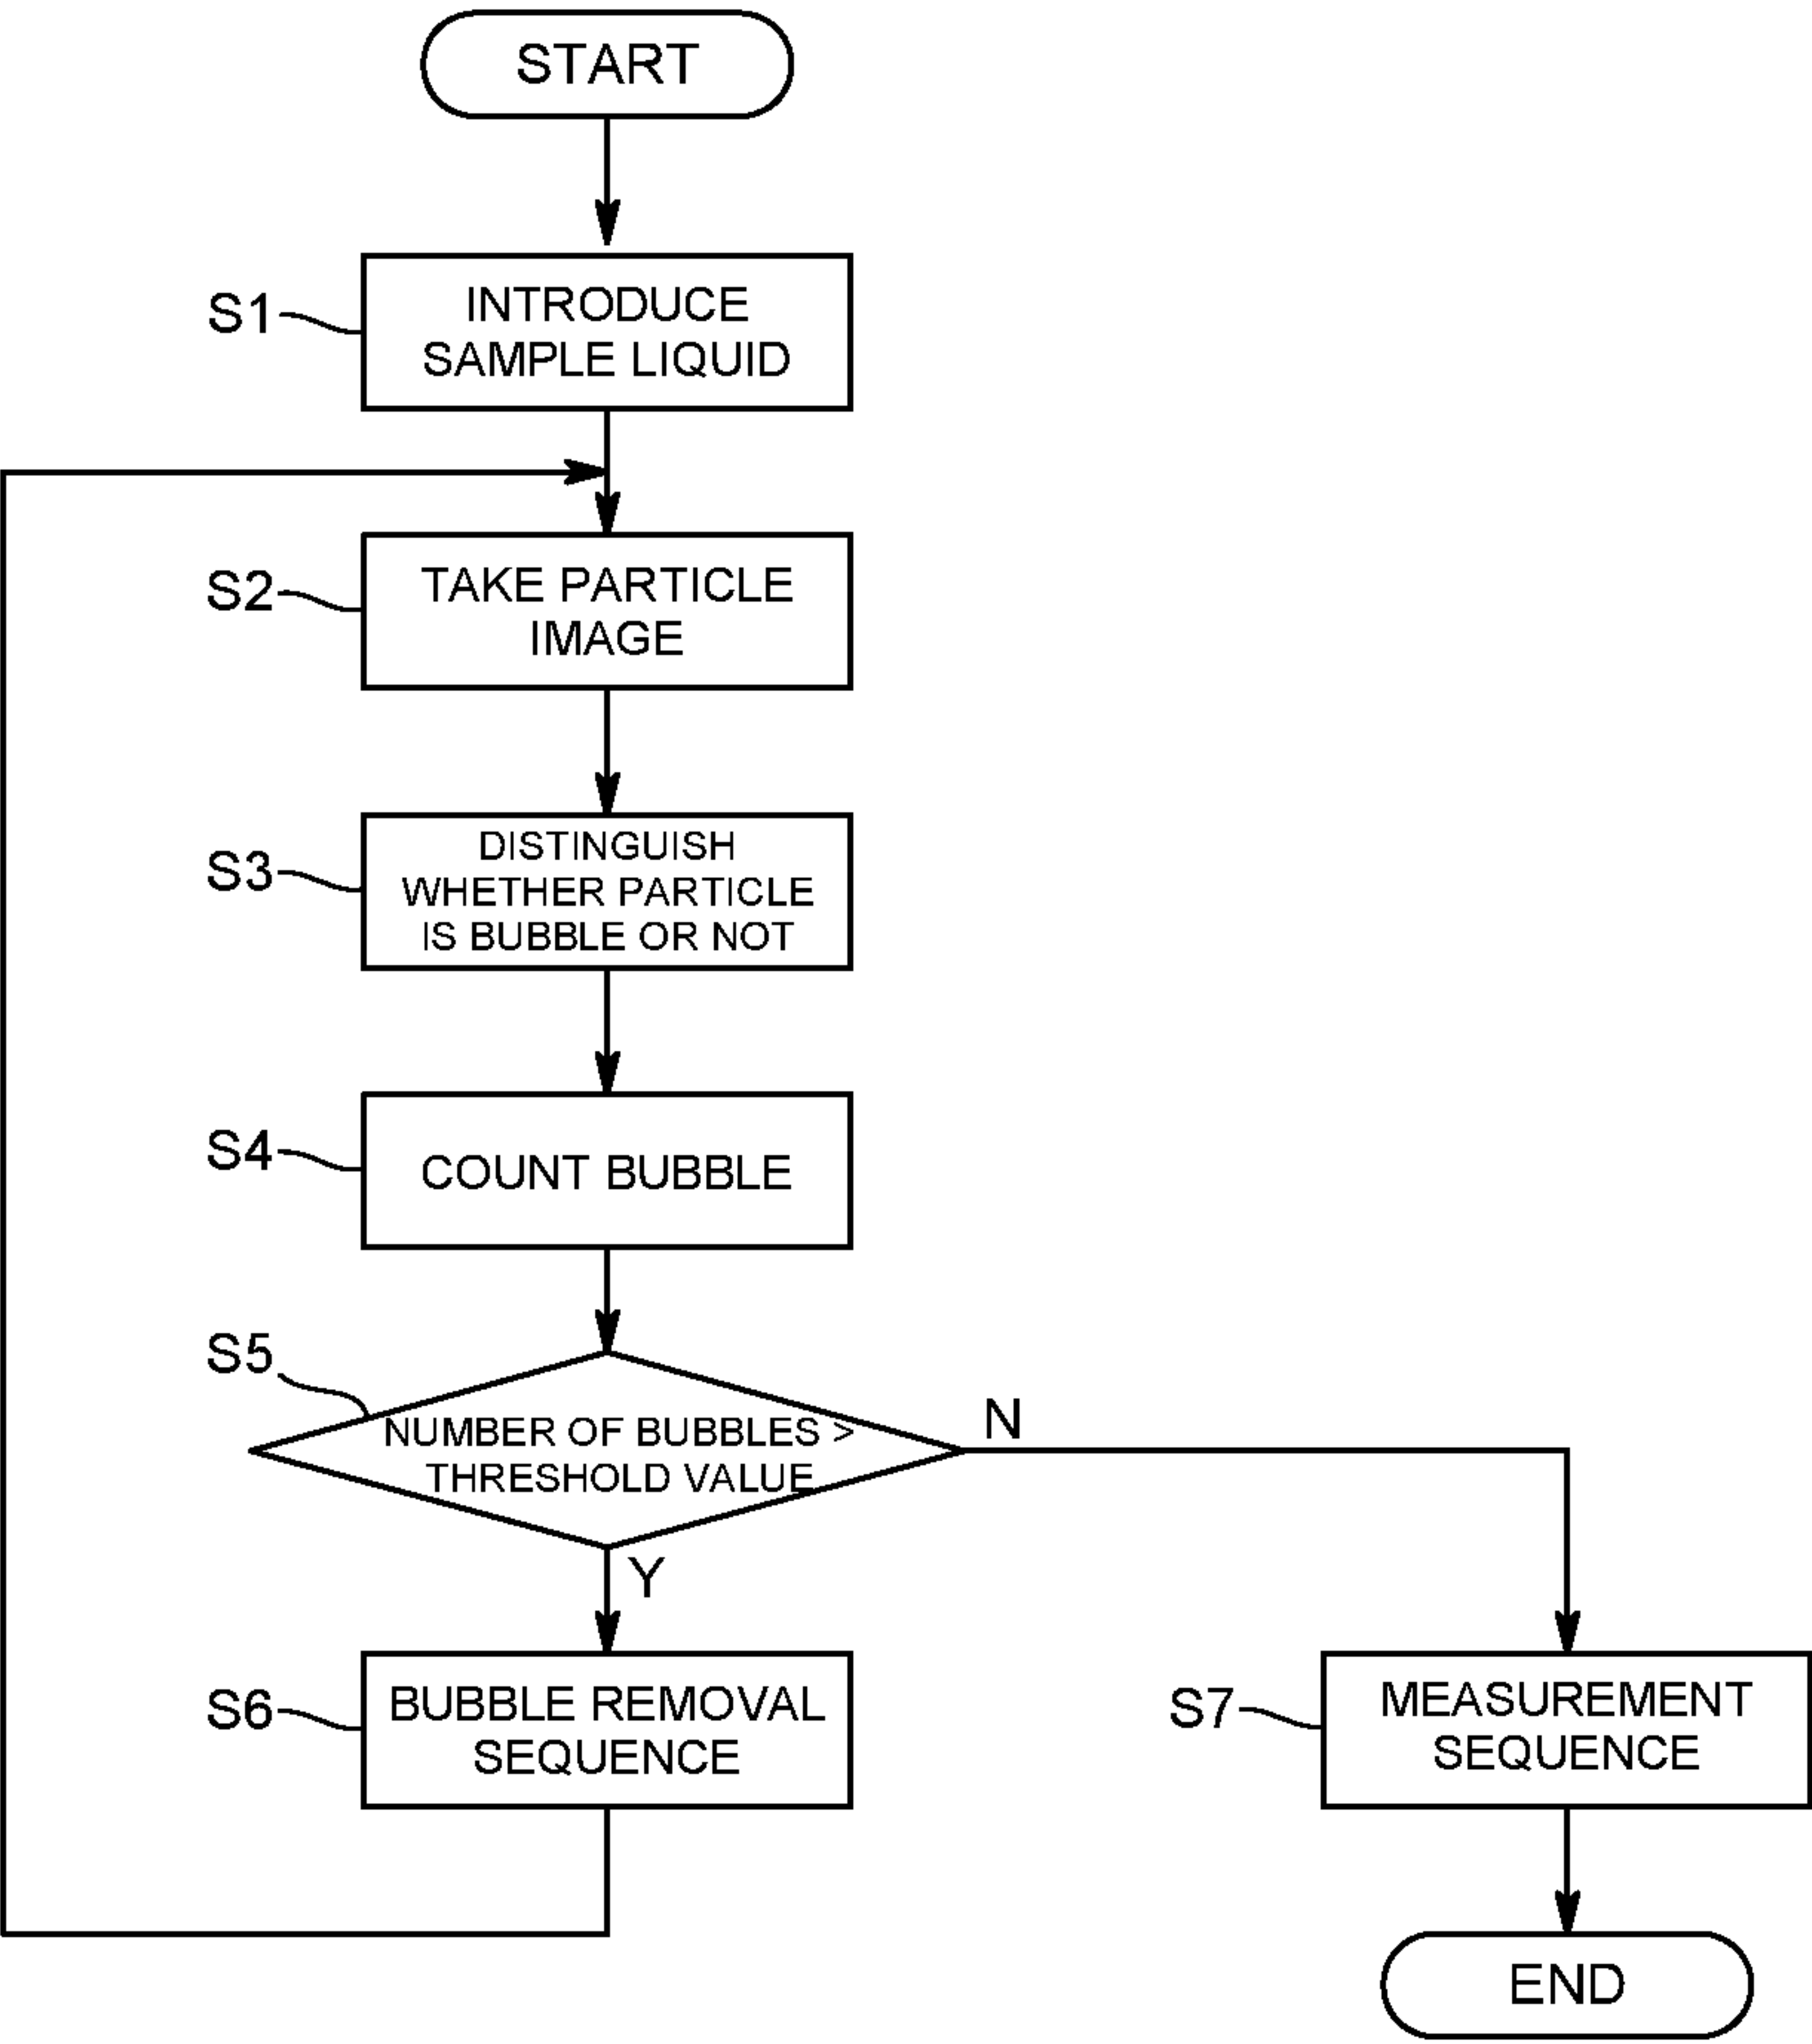 START
S1
INTRODUCE
SAMPLE LIQUID
S2
TAKE PARTICLE
IMAGE
S3
DISTINGUISH
WHETHER PARTICLE
IS BUBBLE OR NOT
S4
COUNT BUBBLE
S5
NUMBER OF BUBBLES >
THRESHOLD VALUE
N
Y
S6
BUBBLE REMOVAL
SEQUENCE
S7
MEASUREMENT
SEQUENCE
END